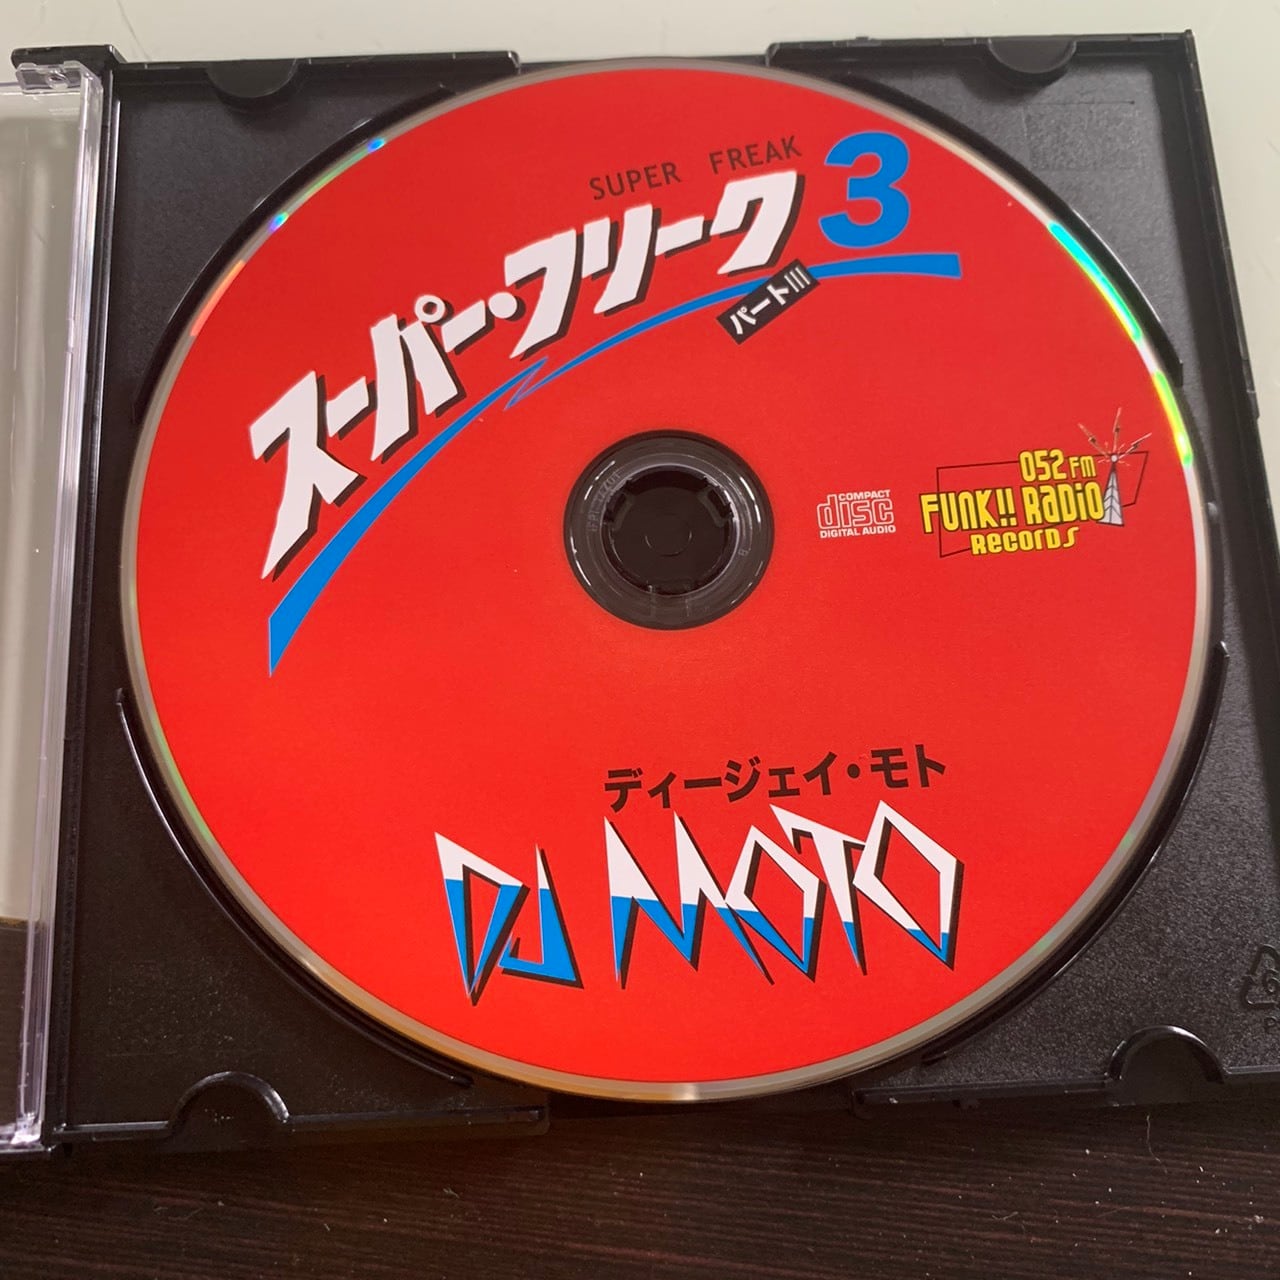 SUPER FREAK
スーパー・フリーク 3
パートIII
COMPACT
disc
DIGITAL AUDIO
052 FM
FUNK!! RADIO
RECORDS
ディージェイ・モト
DJ MOTO